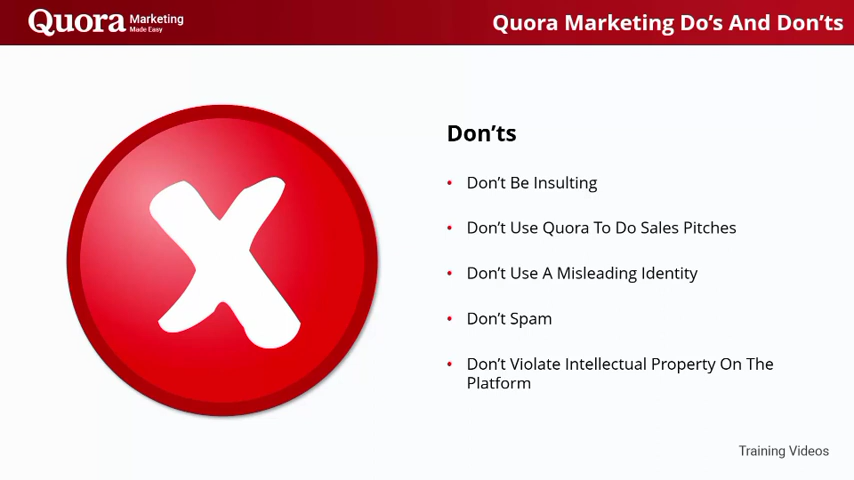 Quora Marketing
Made Easy
Quora Marketing Do’s And Don’ts
Don’ts
• Don’t Be Insulting
• Don’t Use Quora To Do Sales Pitches
• Don’t Use A Misleading Identity
• Don’t Spam
• Don’t Violate Intellectual Property On The
Platform
Training Videos